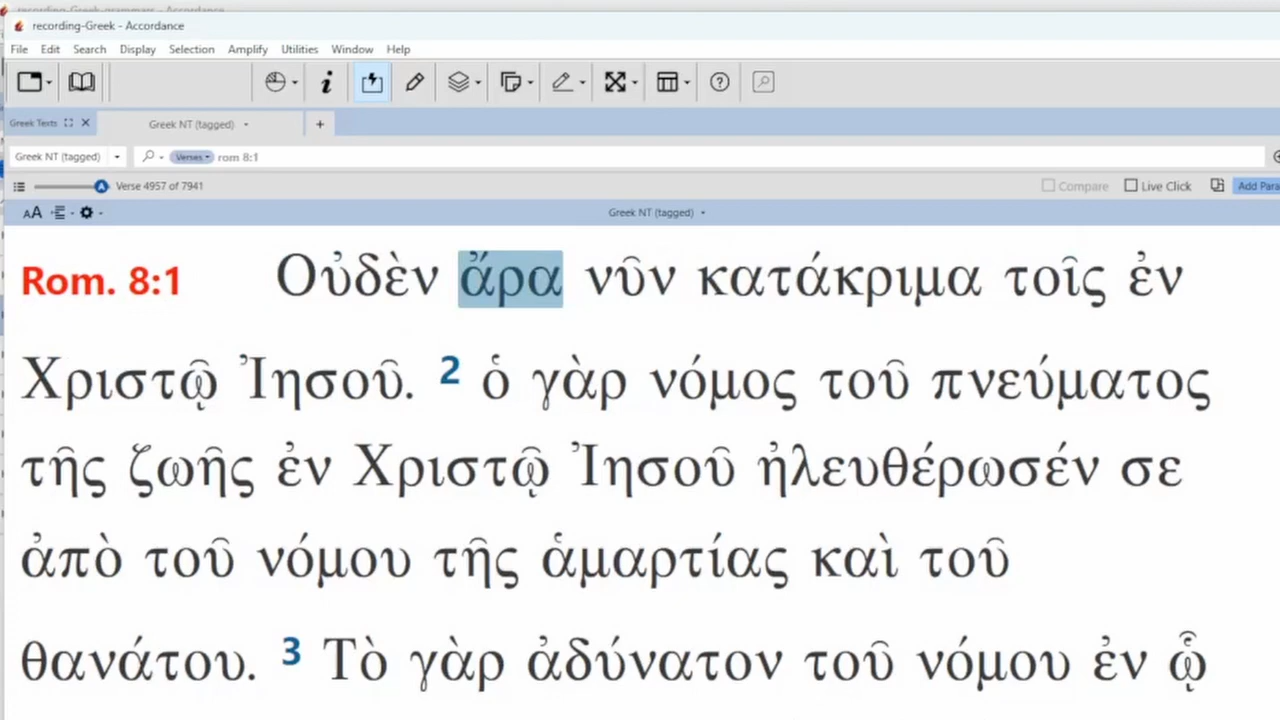 recording-Greek - Accordance
File Edit Search Display Selection Amplify Utilities Window Help
Greek Texts Greek NT (tagged) +
Greek NT (tagged) Verses rom 8:1
Verse 4957 of 7941 Compare Live Click Add Para
AA Greek NT (tagged)
Rom. 8:1 Οὐδὲν ἄρα νῦν κατάκριμα τοῖς ἐν
Χριστῷ Ἰησοῦ. 2 ὁ γὰρ νόμος τοῦ πνεύματος
τῆς ζωῆς ἐν Χριστῷ Ἰησοῦ ἠλευθέρωσέν σε
ἀπὸ τοῦ νόμου τῆς ἁμαρτίας καὶ τοῦ
θανάτου. 3 Τὸ γὰρ ἀδύνατον τοῦ νόμου ἐν ᾧ